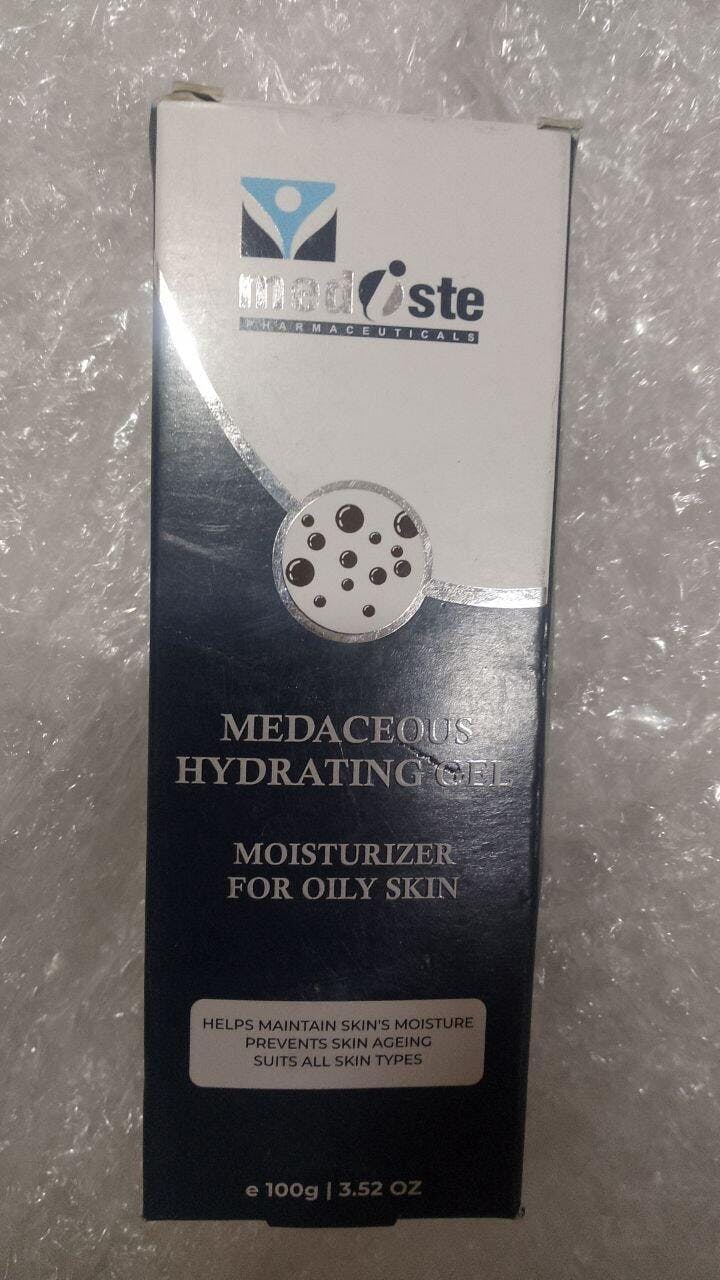 mediste
PHARMACEUTICALS
MEDACEOUS
HYDRATING GEL
MOISTURIZER
FOR OILY SKIN
HELPS MAINTAIN SKIN'S MOISTURE
PREVENTS SKIN AGEING
SUITS ALL SKIN TYPES
e 100g | 3.52 OZ